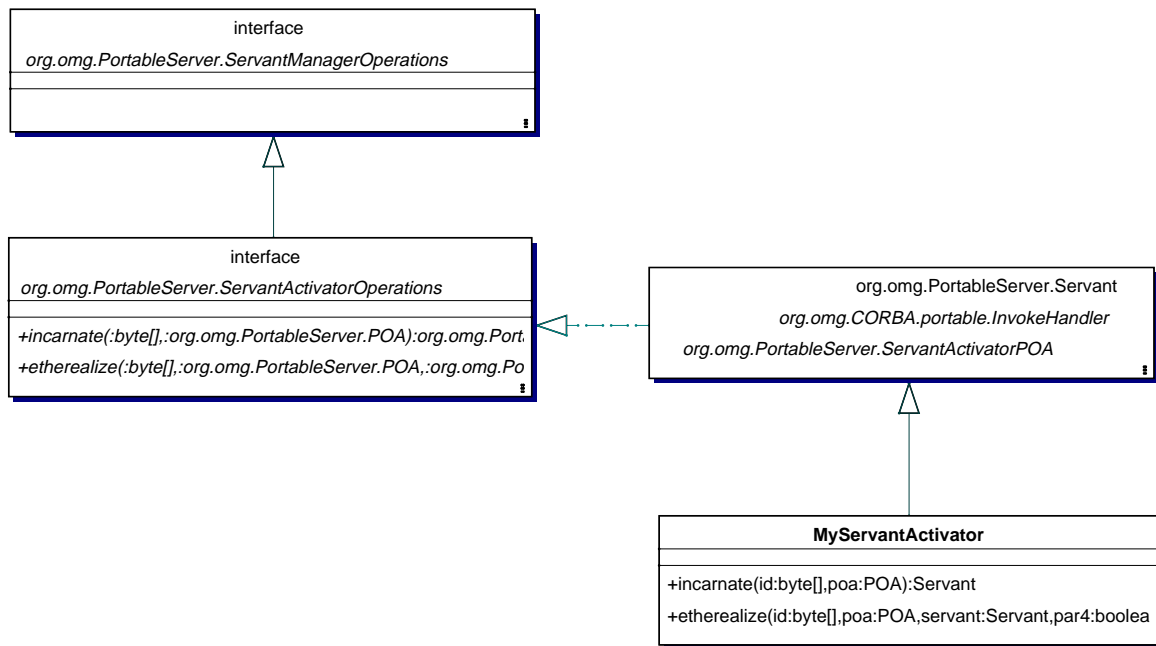 interface
org.omg.PortableServer.ServantManagerOperations
interface
org.omg.PortableServer.ServantActivatorOperations
+incarnate(:byte[],:org.omg.PortableServer.POA):org.omg.Porta
+etherealize(:byte[],:org.omg.PortableServer.POA,:org.omg.Po
org.omg.PortableServer.Servant
org.omg.CORBA.portable.InvokeHandler
org.omg.PortableServer.ServantActivatorPOA
MyServantActivator
+incarnate(id:byte[],poa:POA):Servant
+etherealize(id:byte[],poa:POA,servant:Servant,par4:boolea